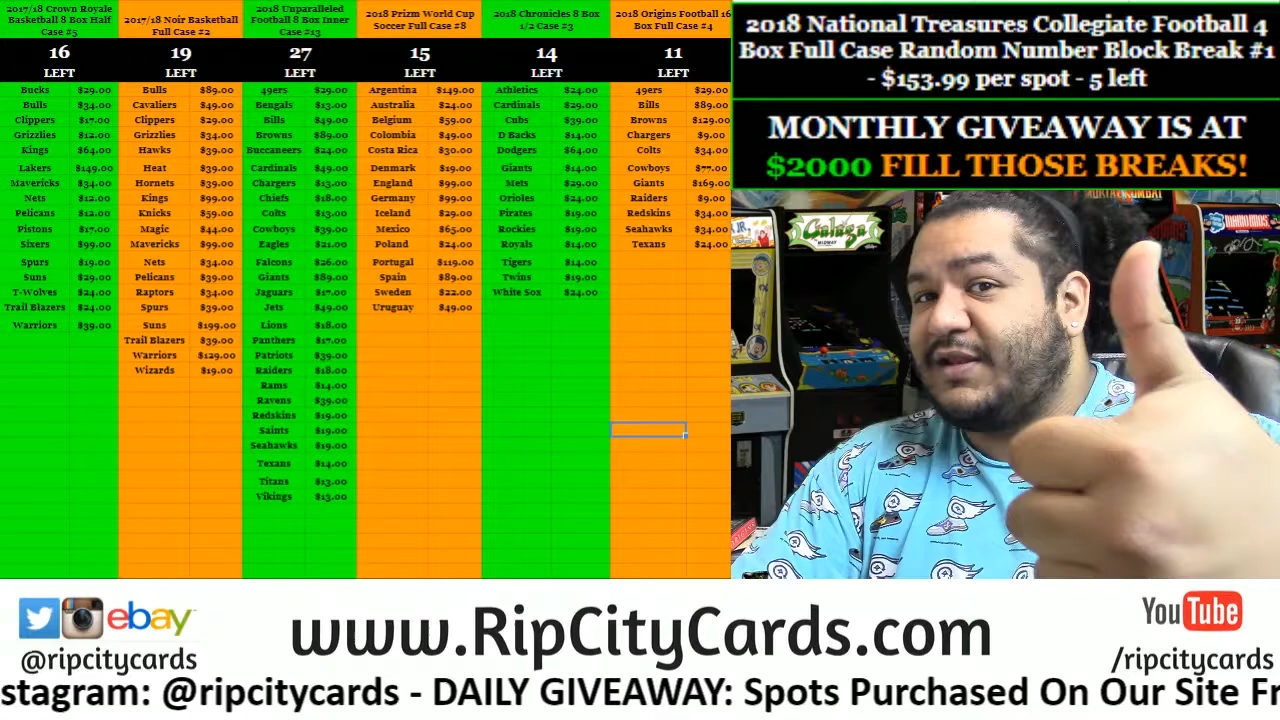 2017/18 Crown Royale
Basketball 8 Box Half
Case #5
16
LEFT
Bucks $29.00
Bulls $34.00
Clippers $17.00
Grizzlies $12.00
Kings $64.00
Lakers $149.00
Mavericks $34.00
Nets $12.00
Pelicans $12.00
Pistons $17.00
Sixers $99.00
Spurs $19.00
Suns $29.00
T-Wolves $24.00
Trail Blazers $24.00
Warriors $39.00
2017/18 Noir Basketball
Full Case #2
19
LEFT
Bulls $89.00
Cavaliers $49.00
Clippers $29.00
Grizzlies $34.00
Hawks $39.00
Heat $39.00
Hornets $39.00
Kings $99.00
Knicks $59.00
Magic $44.00
Mavericks $99.00
Nets $34.00
Pelicans $39.00
Raptors $34.00
Spurs $39.00
Suns $199.00
Trail Blazers $39.00
Warriors $129.00
Wizards $19.00
2018 Unparalleled
Football 8 Box Inner
Case #13
27
LEFT
49ers $29.00
Bengals $13.00
Bills $49.00
Browns $89.00
Buccaneers $24.00
Cardinals $49.00
Chargers $13.00
Chiefs $18.00
Colts $13.00
Cowboys $39.00
Eagles $21.00
Falcons $26.00
Giants $89.00
Jaguars $17.00
Jets $49.00
Lions $18.00
Panthers $17.00
Patriots $39.00
Raiders $18.00
Rams $14.00
Ravens $39.00
Redskins $19.00
Saints $19.00
Seahawks $19.00
Texans $14.00
Titans $13.00
Vikings $13.00
2018 Prizm World Cup
Soccer Full Case #8
15
LEFT
Argentina $149.00
Australia $24.00
Belgium $59.00
Colombia $49.00
Costa Rica $30.00
Denmark $19.00
England $99.00
Germany $99.00
Iceland $29.00
Mexico $65.00
Poland $24.00
Portugal $119.00
Spain $89.00
Sweden $22.00
Uruguay $49.00
2018 Chronicles 8 Box
1/2 Case #3
14
LEFT
Athletics $24.00
Cardinals $29.00
Cubs $39.00
D Backs $14.00
Dodgers $64.00
Giants $14.00
Mets $29.00
Orioles $24.00
Pirates $19.00
Rockies $19.00
Royals $14.00
Tigers $14.00
Twins $19.00
White Sox $24.00
2018 Origins Football 16
Box Full Case #4
11
LEFT
49ers $29.00
Bills $89.00
Browns $129.00
Chargers $9.00
Colts $34.00
Cowboys $77.00
Giants $169.00
Raiders $9.00
Redskins $34.00
Seahawks $34.00
Texans $24.00
2018 National Treasures Collegiate Football 4
Box Full Case Random Number Block Break #1
- $153.99 per spot - 5 left
MONTHLY GIVEAWAY IS AT
$2000 FILL THOSE BREAKS!
Galaga
MIDWAY
MARIO BROS.
ebay
@ripcitycards
www.RipCityCards.com
YouTube
/ripcitycards
stagram: @ripcitycards - DAILY GIVEAWAY: Spots Purchased On Our Site Fr